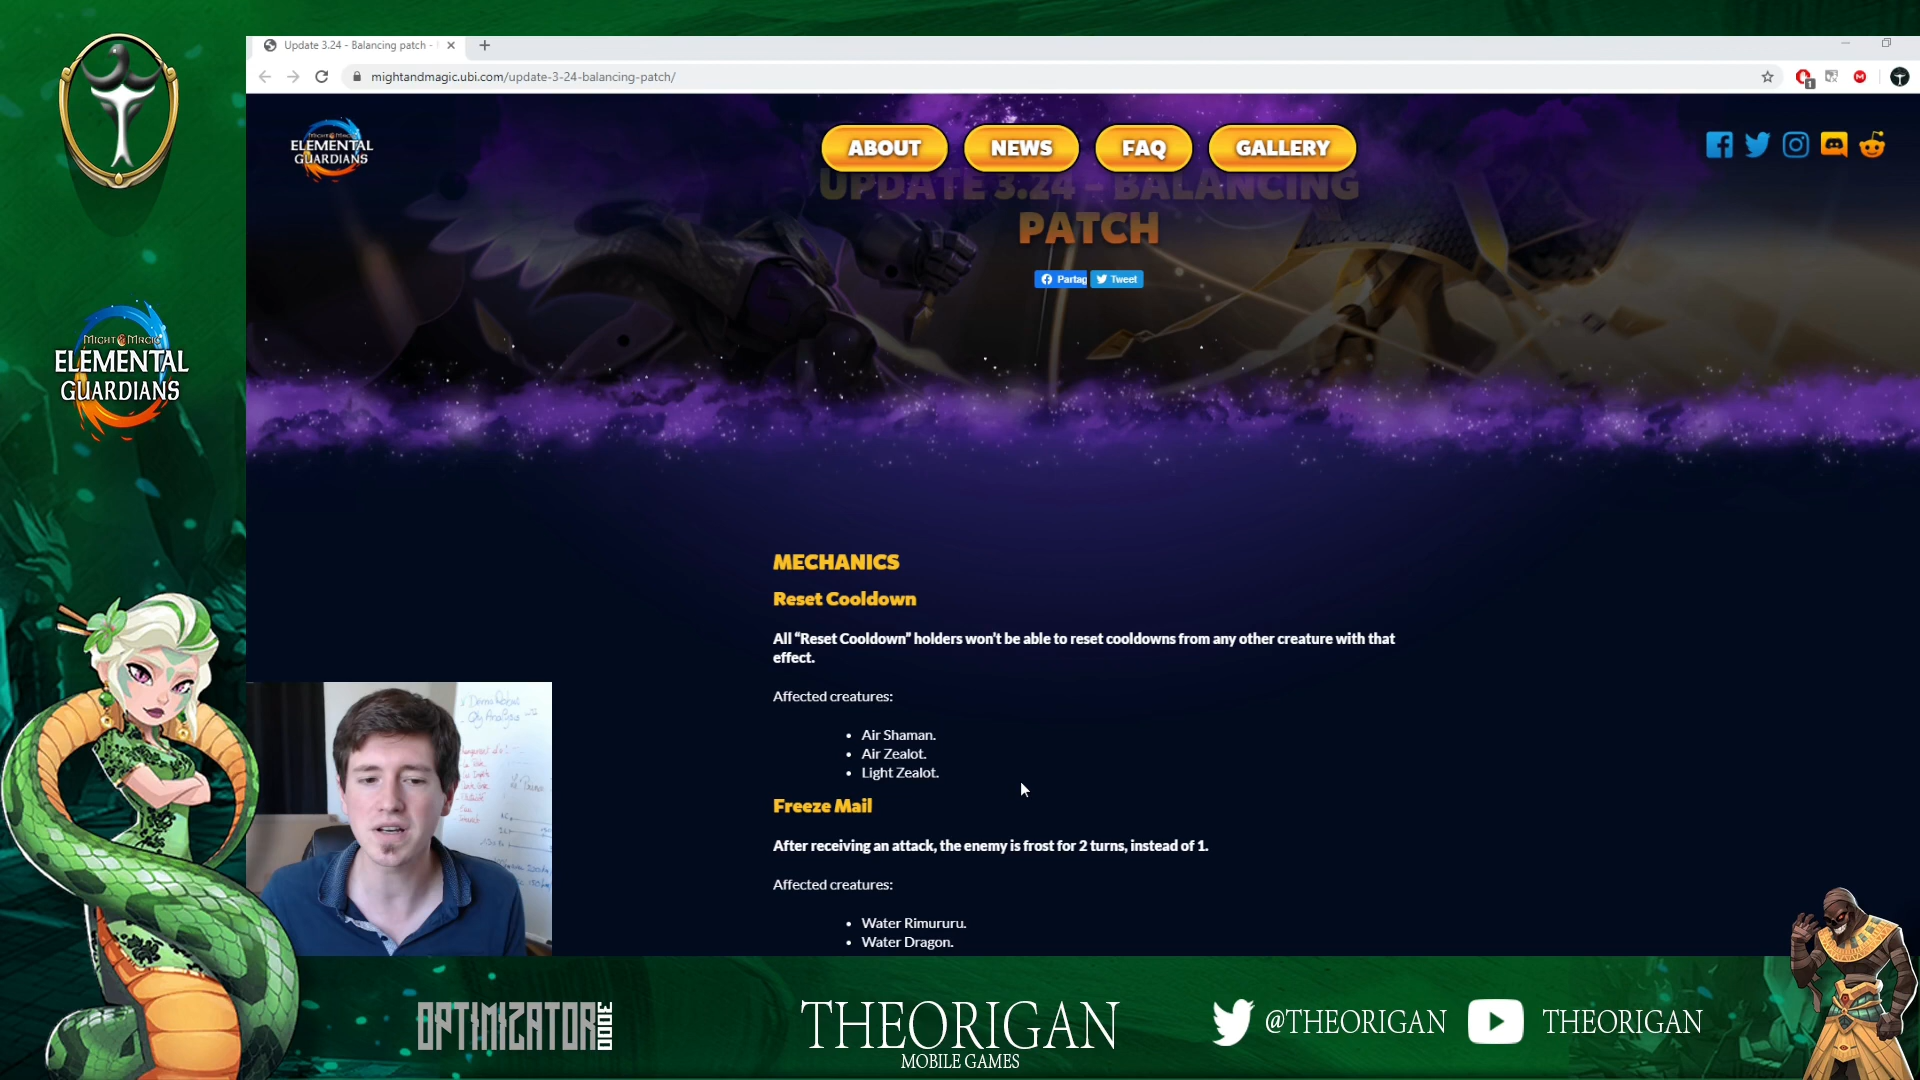 Update 3.24 - Balancing patch -
mightandmagic.ubi.com/update-3-24-balancing-patch/
MIGHT & MAGIC
ELEMENTAL
GUARDIANS
ABOUT
NEWS
FAQ
GALLERY
UPDATE 3.24 - BALANCING
PATCH
Partag
Tweet
MIGHT & MAGIC
ELEMENTAL
GUARDIANS
MECHANICS
Reset Cooldown
All “Reset Cooldown” holders won't be able to reset cooldowns from any other creature with that
effect.
Affected creatures:
• Air Shaman.
• Air Zealot.
• Light Zealot.
Freeze Mail
After receiving an attack, the enemy is frost for 2 turns, instead of 1.
Affected creatures:
• Water Rimururu.
• Water Dragon.
OPTIMIZATOR
3000
THEORIGAN
MOBILE GAMES
@THEORIGAN
THEORIGAN